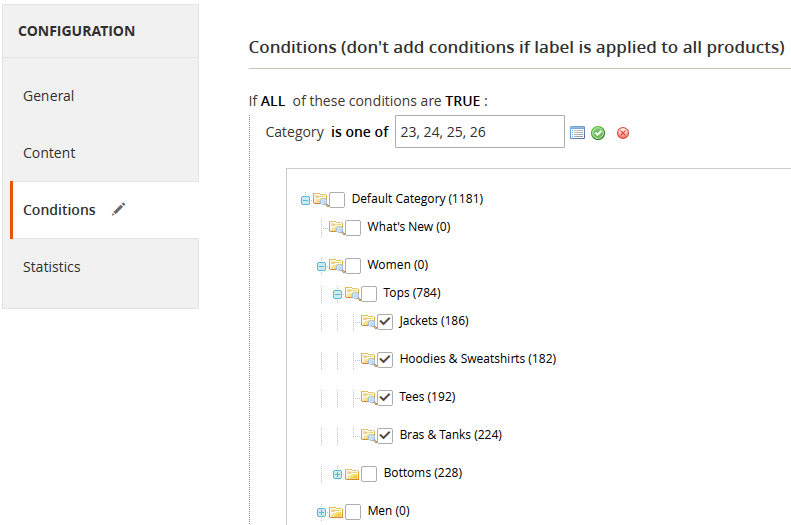 CONFIGURATION
General
Content
Conditions
Statistics
Conditions (don't add conditions if label is applied to all products)
If ALL of these conditions are TRUE :
Category is one of 23, 24, 25, 26
Default Category (1181)
What's New (0)
Women (0)
Tops (784)
Jackets (186)
Hoodies & Sweatshirts (182)
Tees (192)
Bras & Tanks (224)
Bottoms (228)
Men (0)